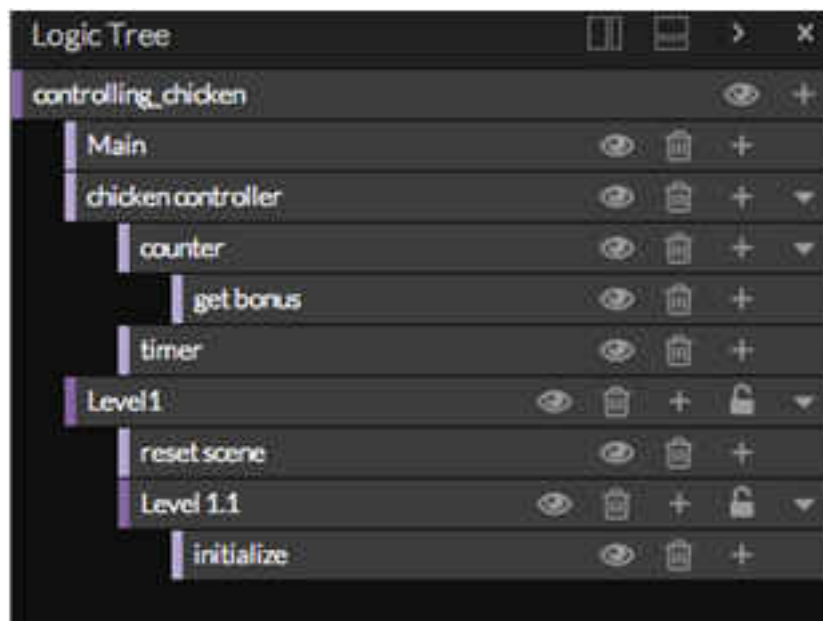 Logic Tree
controlling_chicken
Main
chicken controller
counter
get bonus
timer
Level1
reset scene
Level 1.1
initialize